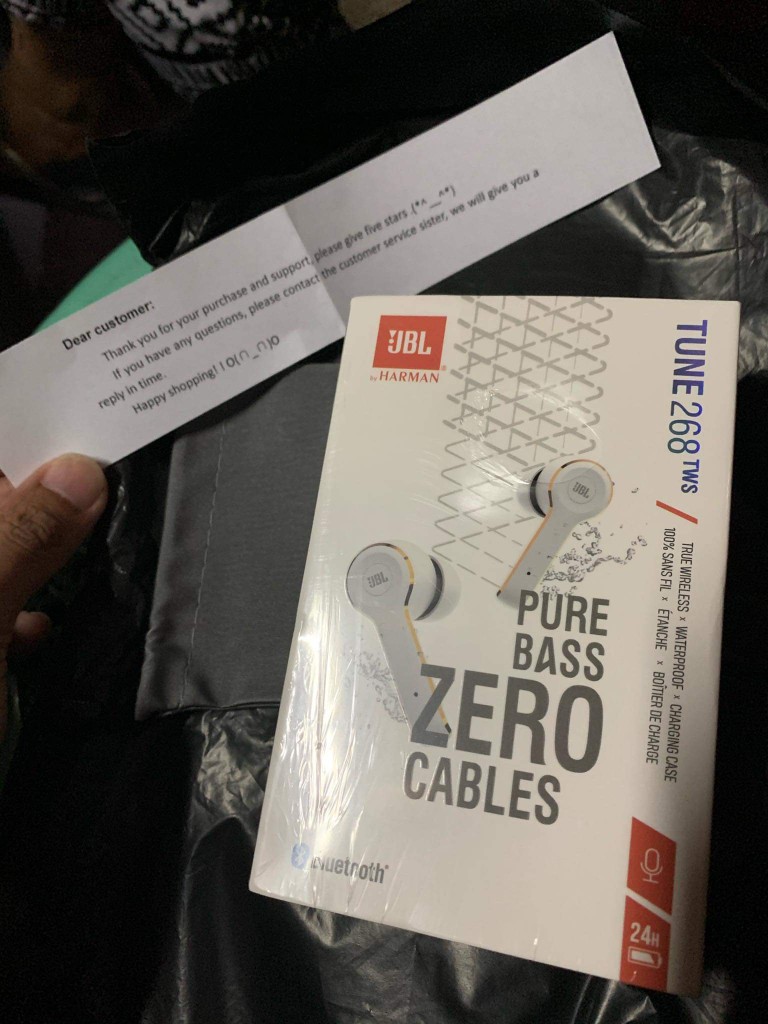 Dear customer:
Thank you for your purchase and support, please give five stars (*^__^*)
If you have any questions, please contact the customer service sister, we will give you a
reply in time.
Happy shopping! ! O(∩_∩)O
JBL
by HARMAN
TUNE 268 TWS
TRUE WIRELESS x WATERPROOF x CHARGING CASE
100% SANS FIL x ÉTANCHE x BOÎTIER DE CHARGE
JBL
JBL
PURE
BASS
ZERO
CABLES
Bluetooth®
24H